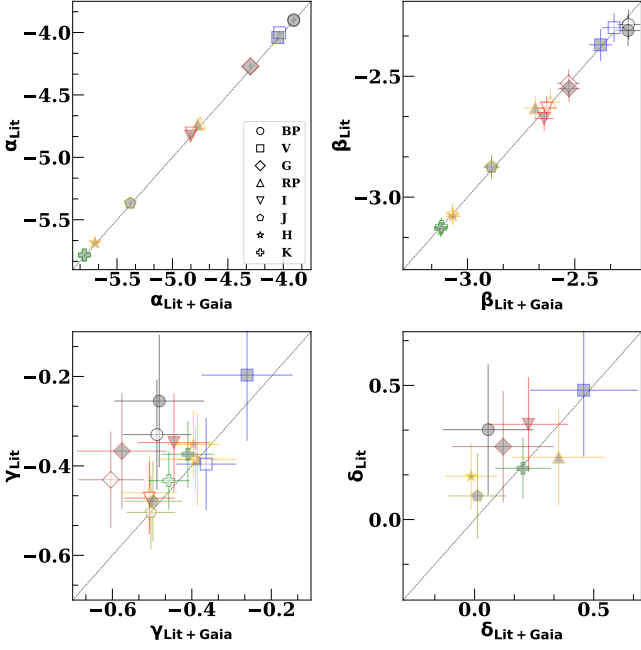 −4.0
−4.5
−5.0
−5.5
α_Lit
−5.5 −5.0 −4.5 −4.0
α_Lit + Gaia
BP
V
G
RP
I
J
H
K
−2.5
−3.0
β_Lit
−3.0 −2.5
β_Lit + Gaia
−0.2
−0.4
−0.6
γ_Lit
−0.6 −0.4 −0.2
γ_Lit + Gaia
0.5
0.0
δ_Lit
0.0 0.5
δ_Lit + Gaia